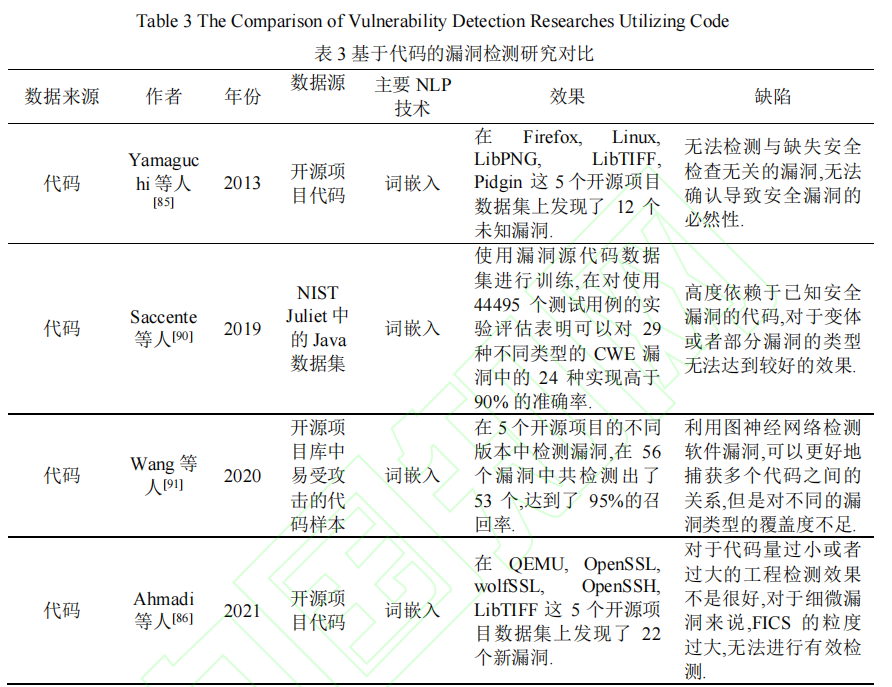 Table 3 The Comparison of Vulnerability Detection Researches Utilizing Code
表 3 基于代码的漏洞检测研究对比
数据来源
作者
年份
数据源
主要 NLP
技术
效果
缺陷
代码
Yamaguc
hi 等人
[85]
2013
开源项
目代码
词嵌入
在 Firefox, Linux,
LibPNG, LibTIFF,
Pidgin 这 5 个开源项目
数据集上发现了 12 个
未知漏洞.
无法检测与缺失安全
检查无关的漏洞,无法
确认导致安全漏洞的
必然性.
代码
Saccente
等人[90]
2019
NIST
Juliet 中
的 Java
数据集
词嵌入
使用漏洞源代码数据
集进行训练,在对使用
44495 个测试用例的实
验评估表明可以对 29
种不同类型的 CWE 漏
洞中的 24 种实现高于
90% 的准确率.
高度依赖于已知安全
漏洞的代码,对于变体
或者部分漏洞的类型
无法达到较好的效果.
代码
Wang 等
人[91]
2020
开源项
目库中
易受攻
击的代
码样本
词嵌入
在 5 个开源项目的不同
版本中检测漏洞,在 56
个漏洞中共检测出了
53 个,达到了 95%的召
回率.
利用图神经网络检测
软件漏洞,可以更好地
捕获多个代码之间的
关系,但是对不同的漏
洞类型的覆盖度不足.
代码
Ahmadi
等人[86]
2021
开源项
目代码
词嵌入
在 QEMU, OpenSSL,
wolfSSL, OpenSSH,
LibTIFF 这 5 个开源项
目数据集上发现了 22
个新漏洞.
对于代码量过小或者
过大的工程检测效果
不是很好,对于细微漏
洞来说,FICS 的粒度
过大,无法进行有效检
测.